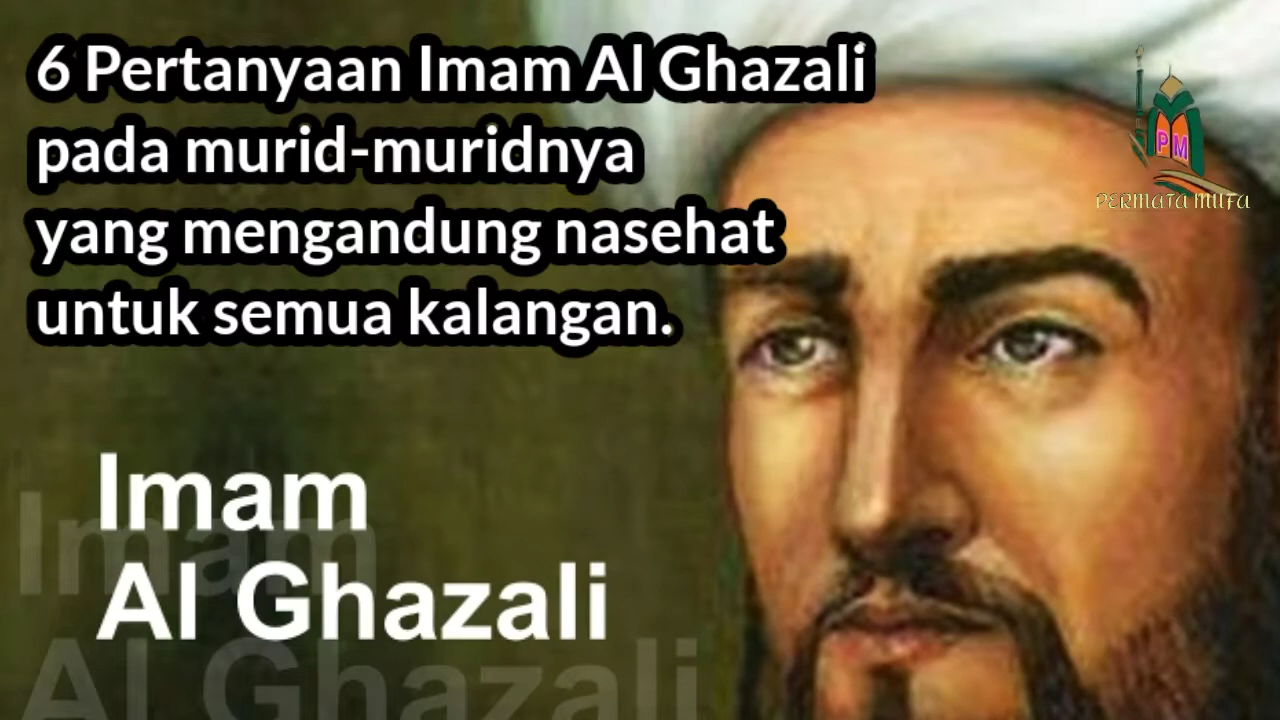 6 Pertanyaan Imam Al Ghazali
pada murid-muridnya
yang mengandung nasehat
untuk semua kalangan.
PM
PERMATA MUFA
Imam
Al Ghazali
Imam
Al Ghazali